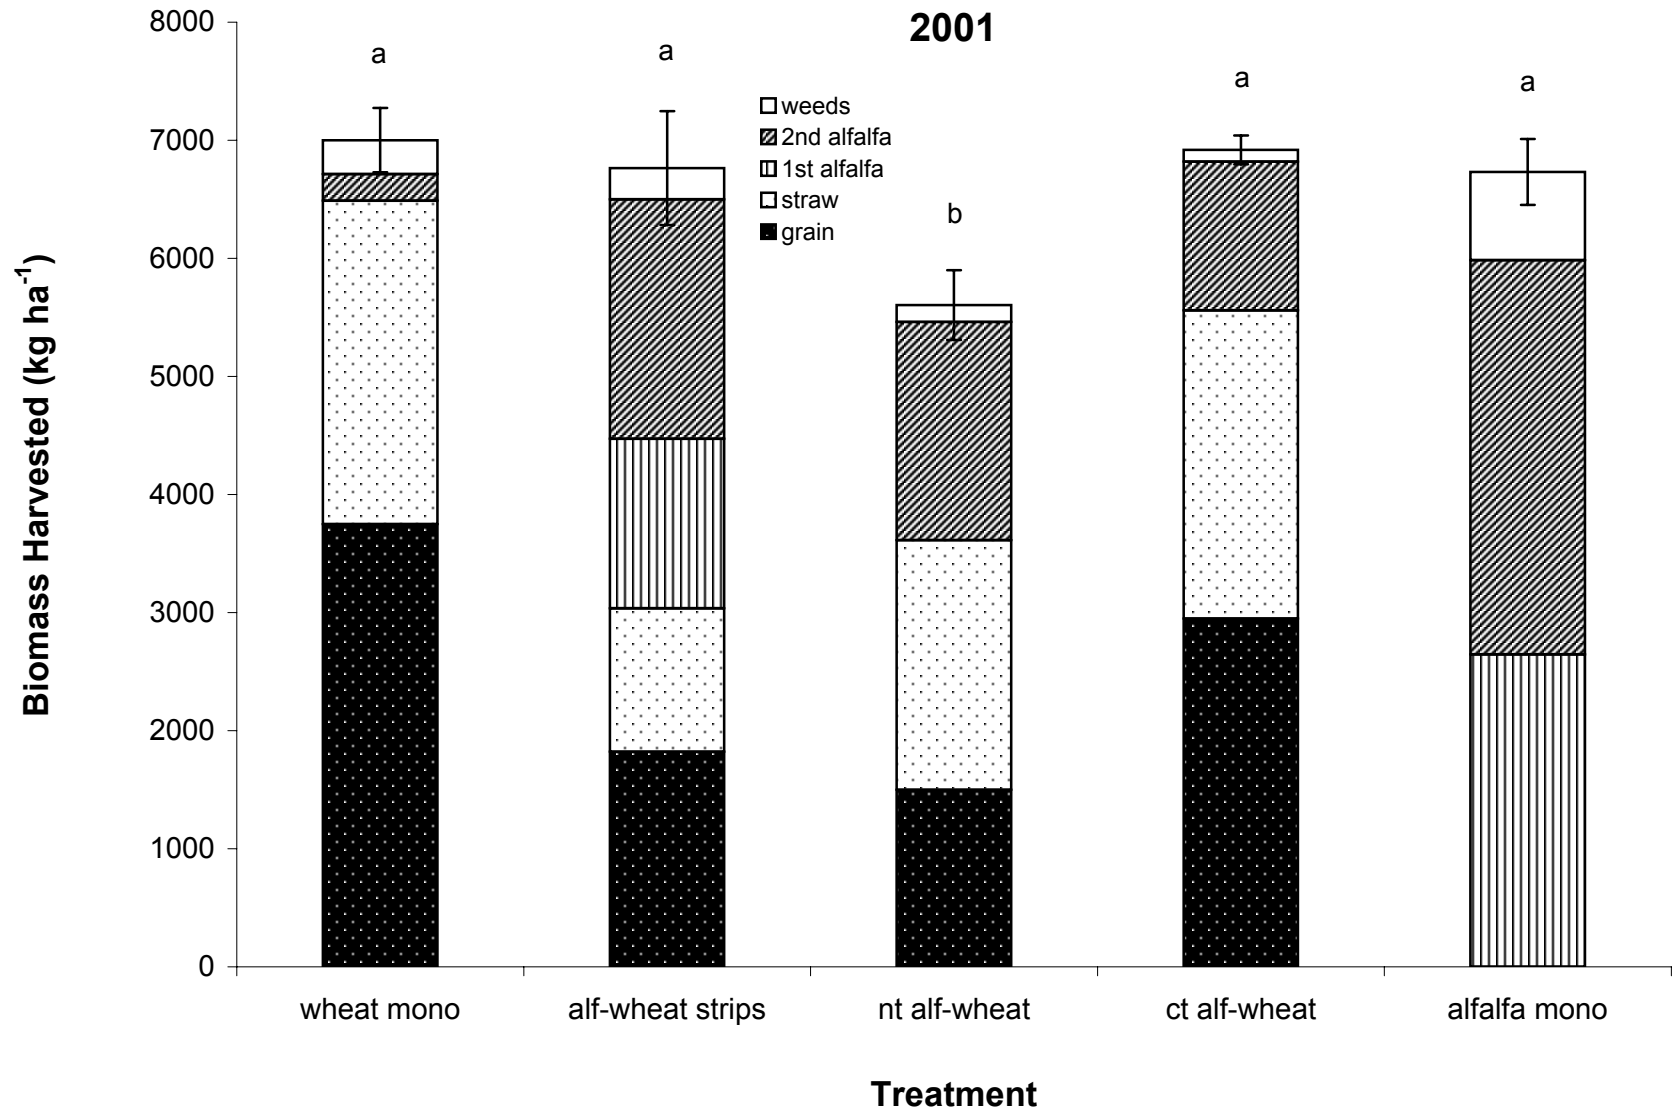 2001
Biomass Harvested (kg ha⁻¹)
8000
7000
6000
5000
4000
3000
2000
1000
0
a
a
b
a
a
weeds
2nd alfalfa
1st alfalfa
straw
grain
wheat mono
alf-wheat strips
nt alf-wheat
ct alf-wheat
alfalfa mono
Treatment